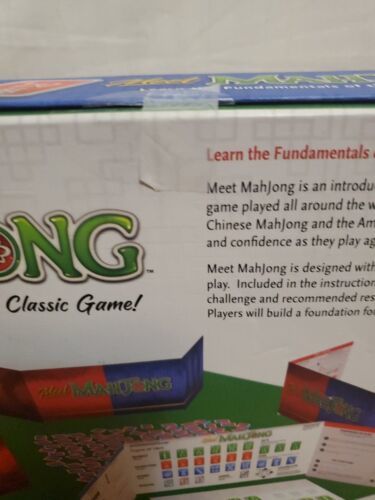 Meet MAHJONG
Fundamentals of
Learn the Fundamentals
Meet MahJong is an introdu
game played all around the w
Chinese MahJong and the Am
and confidence as they play ag
ONG™
Classic Game!
Meet MahJong is designed with
play. Included in the instruction
challenge and recommended res
Players will build a foundation fo
Meet MAHJONG
Meet MAHJONG